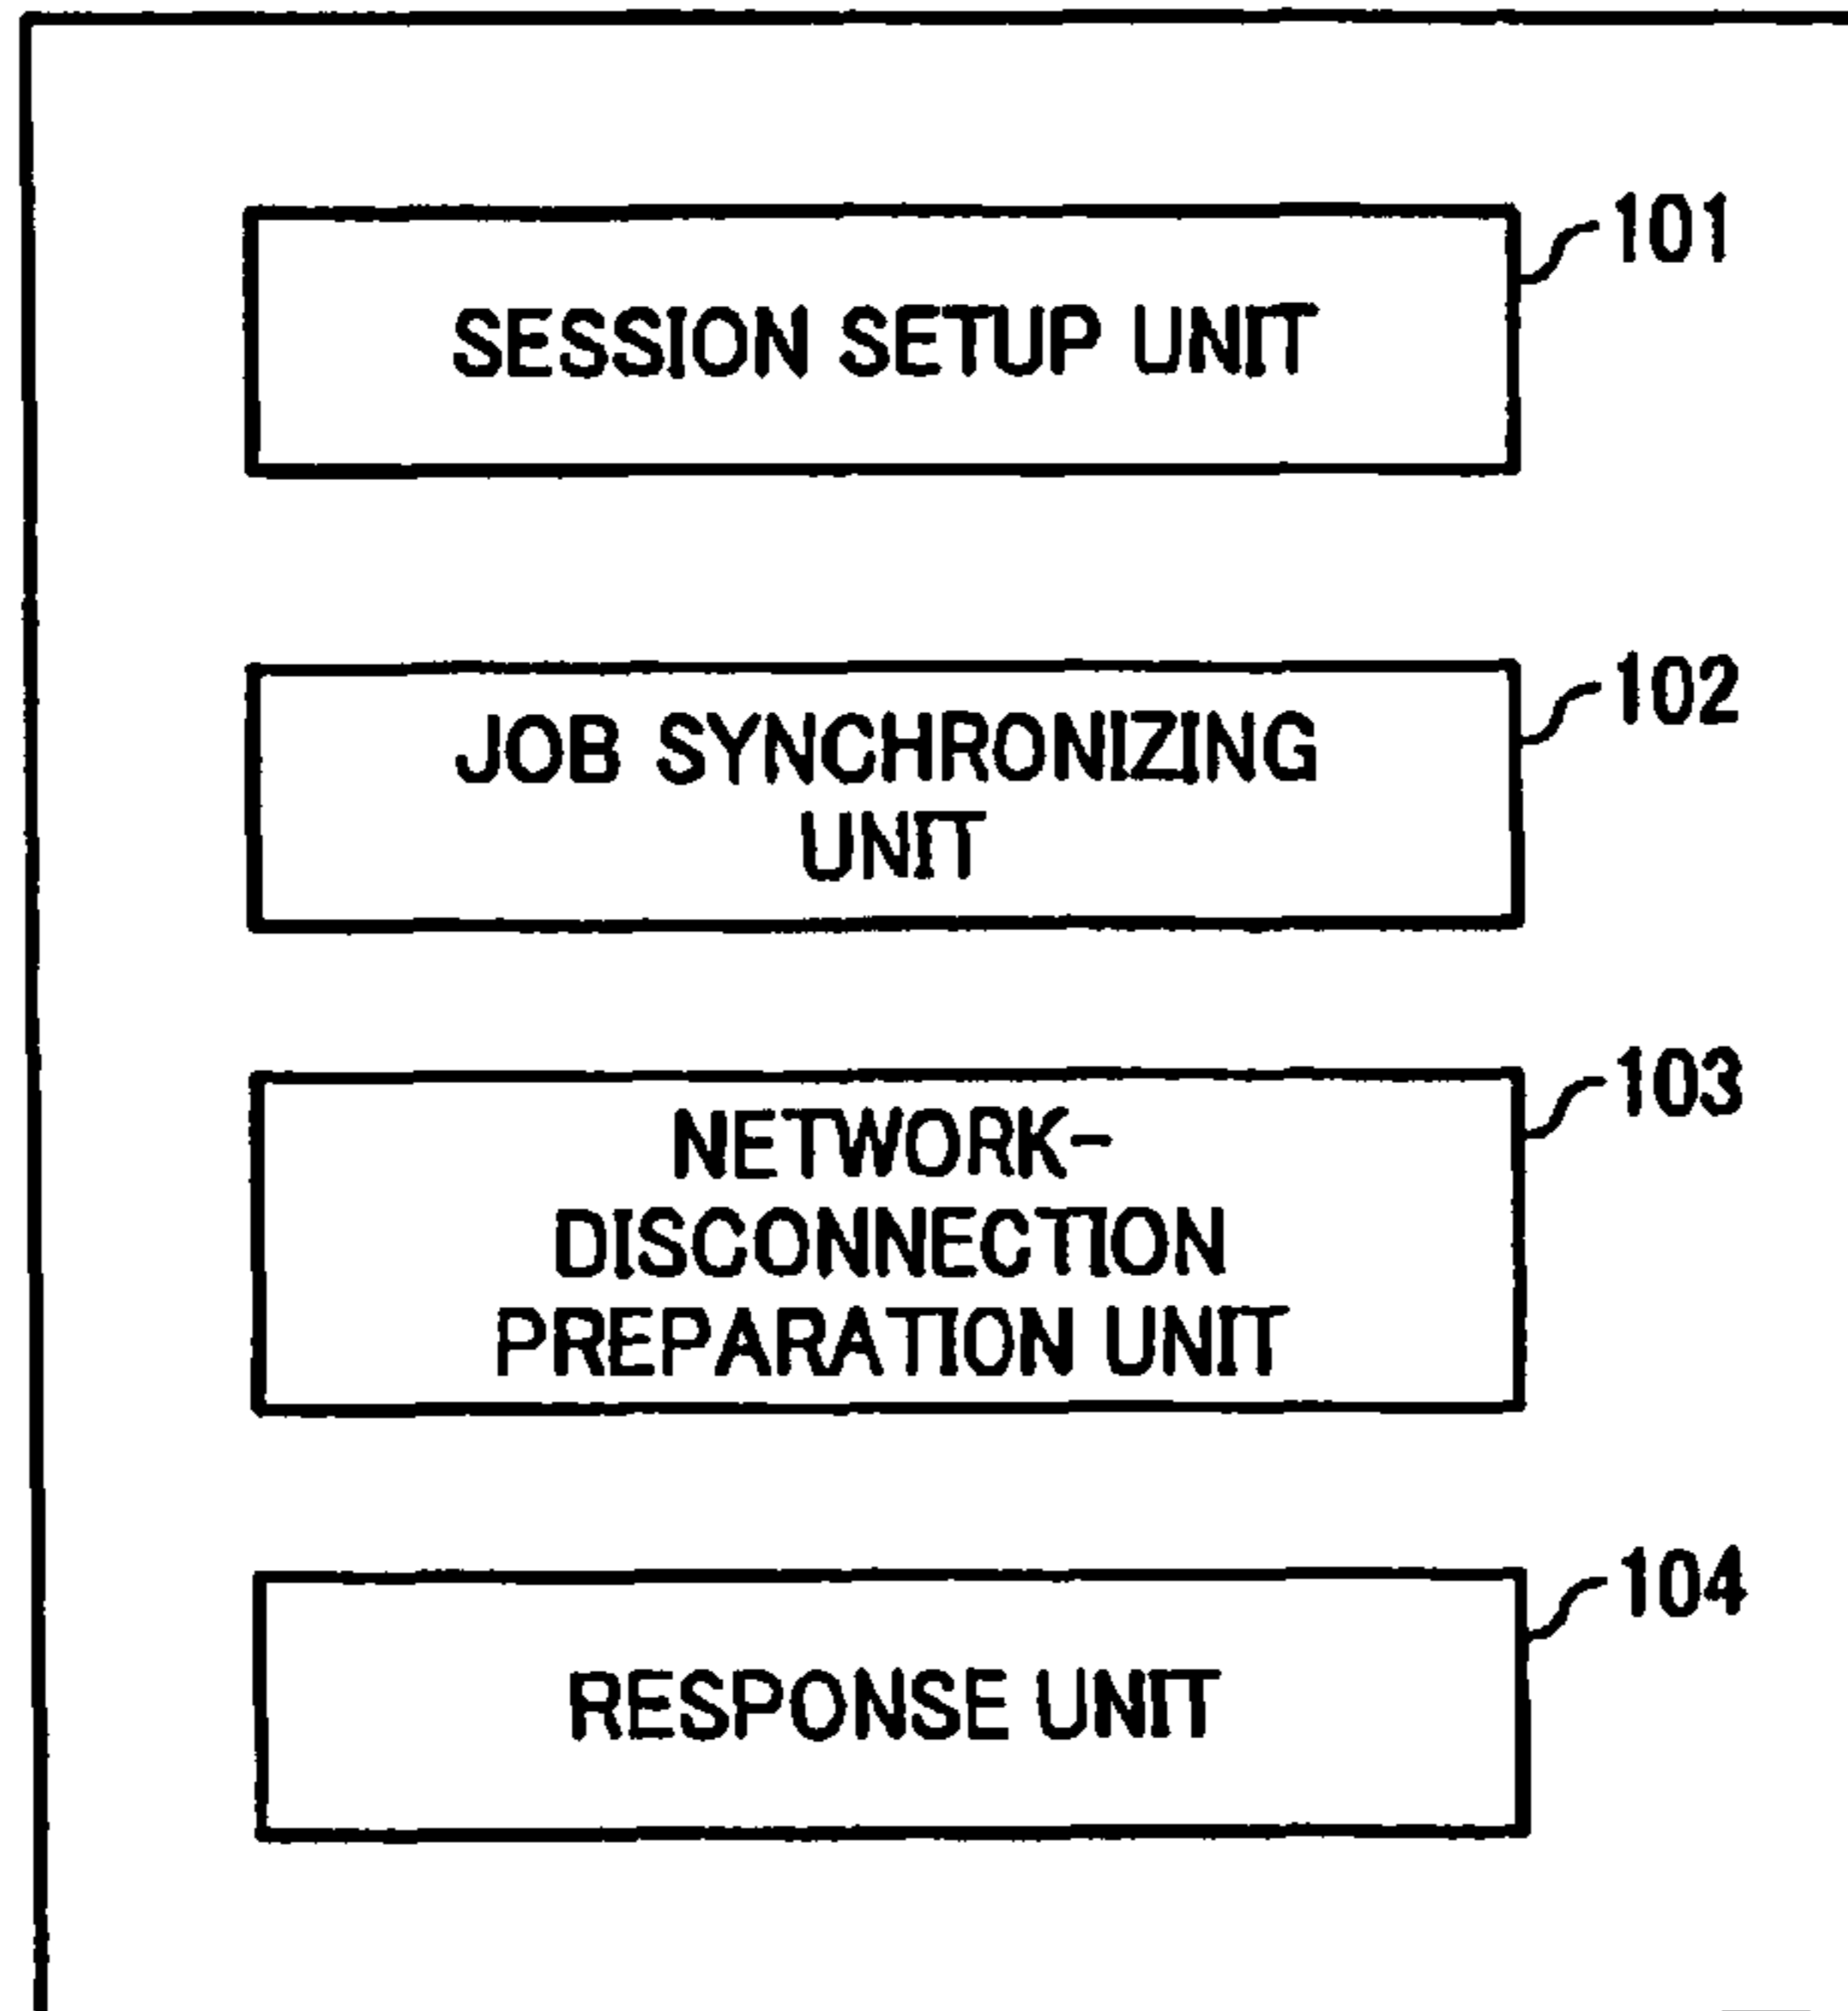 101
SESSION SETUP UNIT
102
JOB SYNCHRONIZING
UNIT
103
NETWORK-
DISCONNECTION
PREPARATION UNIT
104
RESPONSE UNIT